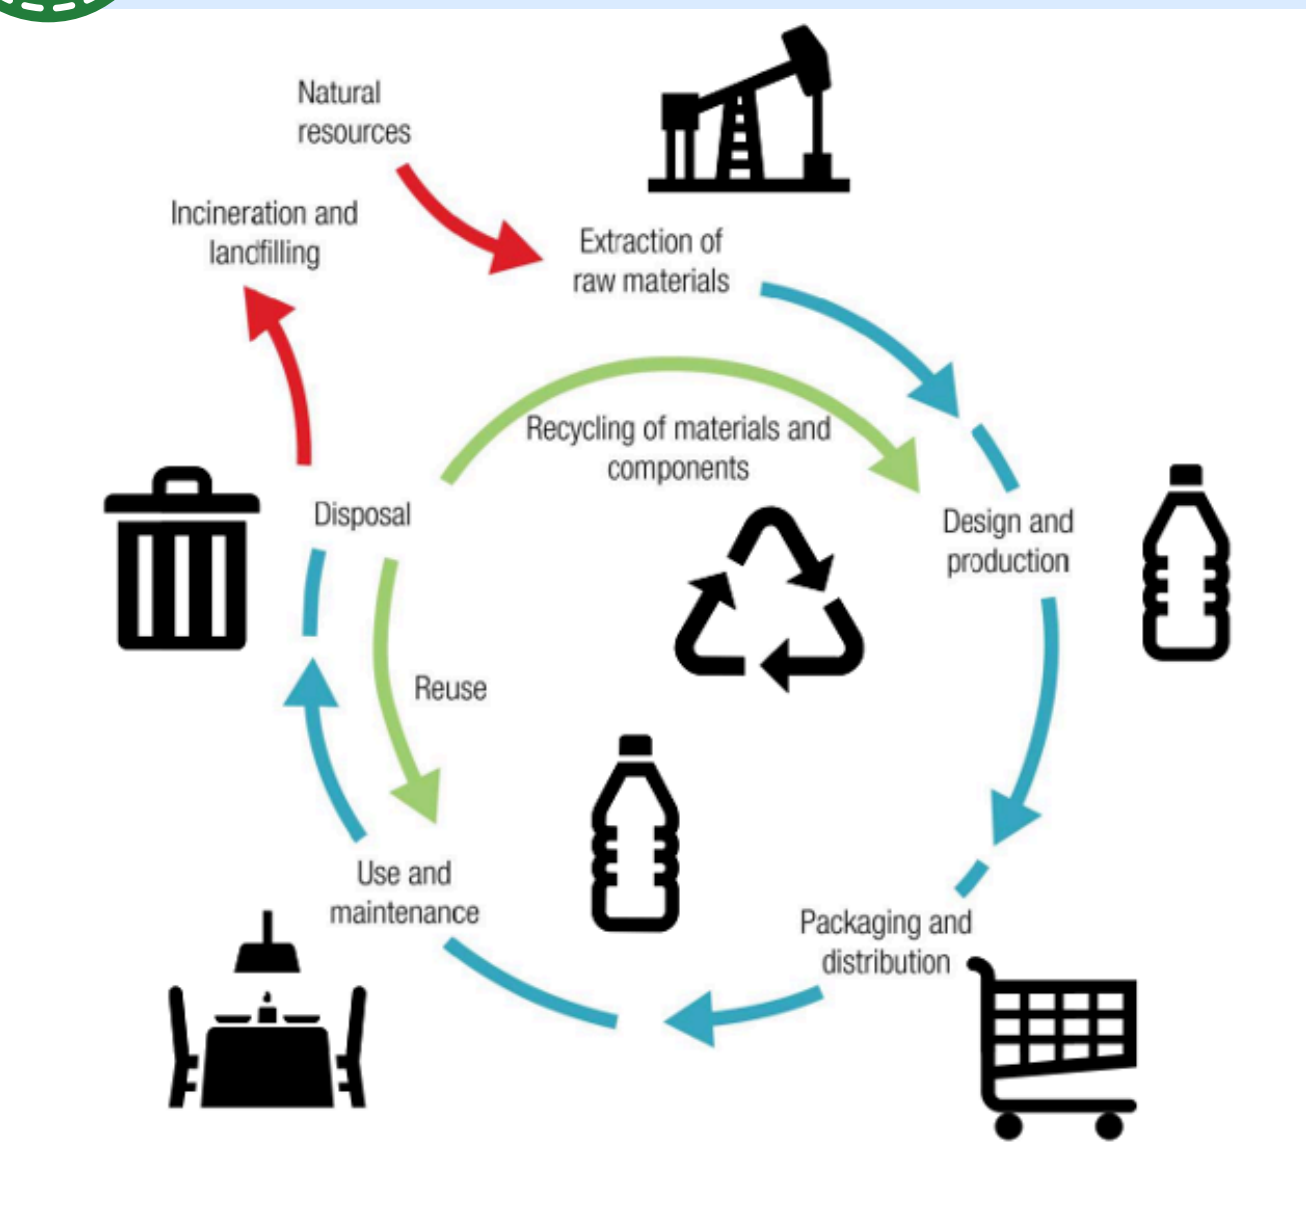 Natural
resources
Incineration and
landfilling
Extraction of
raw materials
Recycling of materials and
components
Disposal
Design and
production
Reuse
Use and
maintenance
Packaging and
distribution